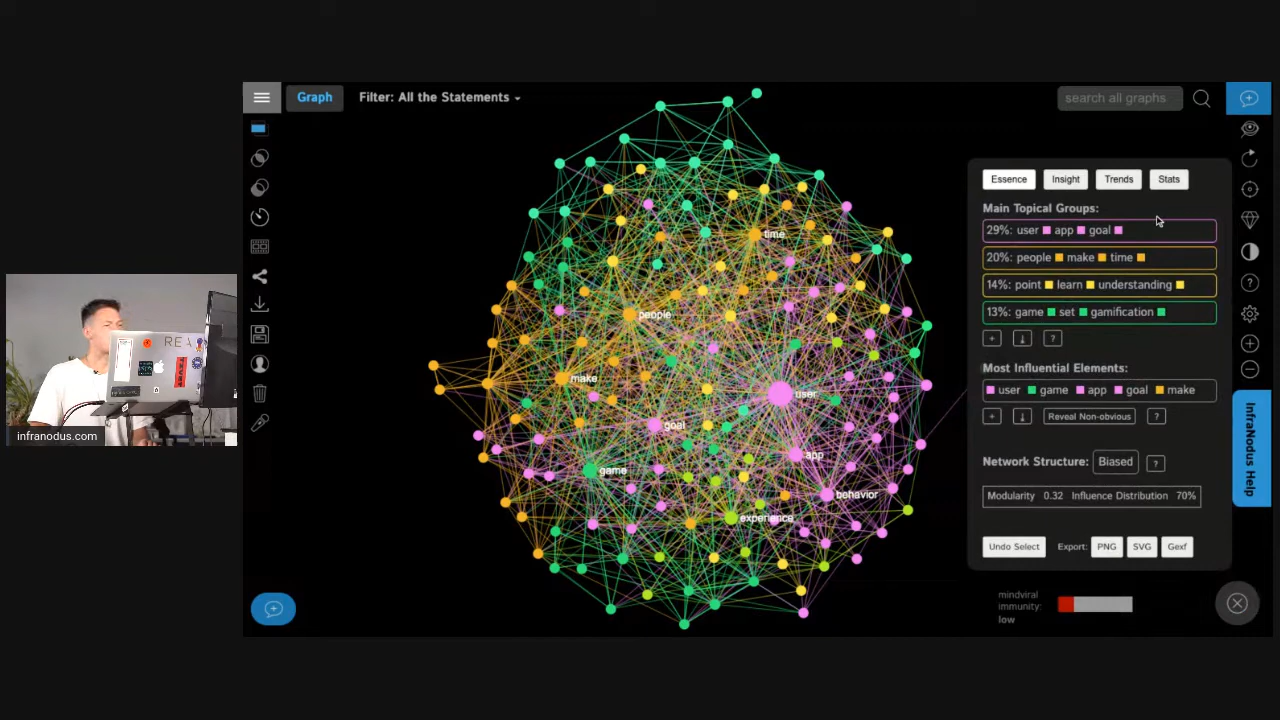 Graph
Filter: All the Statements
search all graphs
Essence
Insight
Trends
Stats
Main Topical Groups:
29%: user app goal
20%: people make time
14%: point learn understanding
13%: game set gamification
+
?
Most Influential Elements:
user game app goal make
+
Reveal Non-obvious
?
Network Structure:
Biased
?
Modularity 0.32 Influence Distribution 70%
Undo Select
Export:
PNG
SVG
Gexf
mindviral
immunity:
low
InfraNodus Help
time
people
make
user
goal
app
game
behavior
experience
REA
infranodus.com